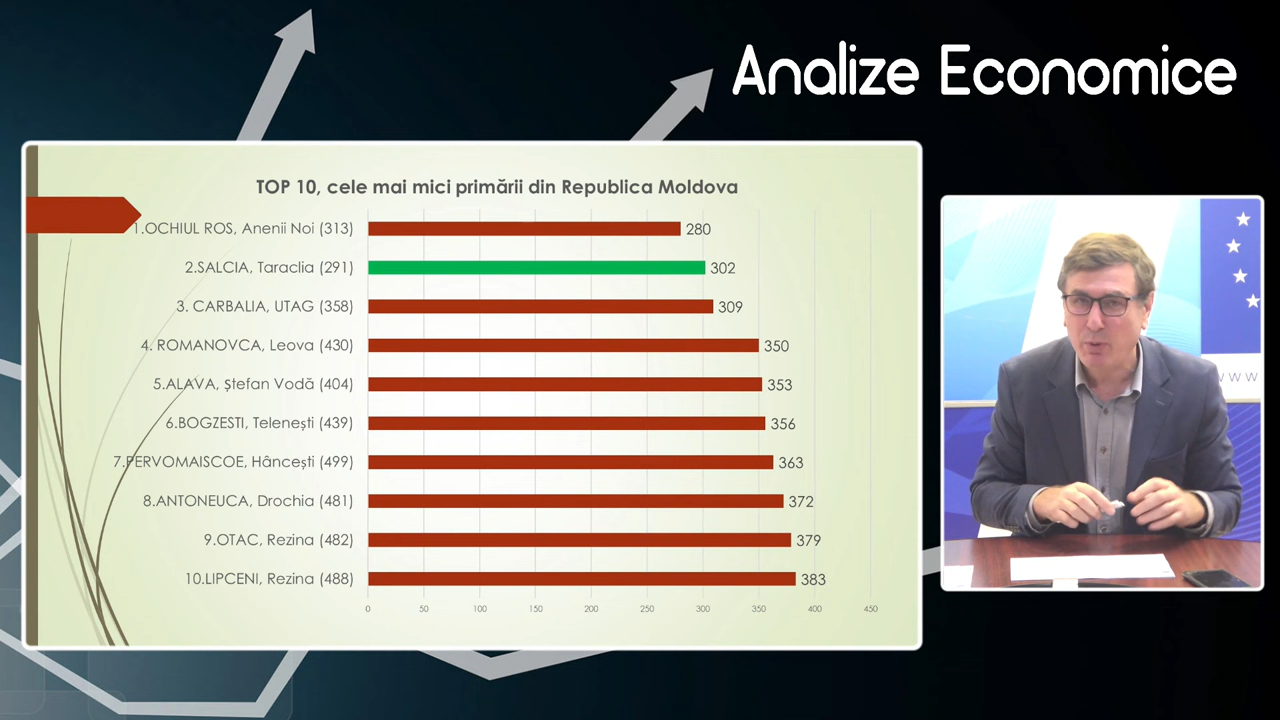 Analize Economice
TOP 10, cele mai mici primării din Republica Moldova
1.OCHIUL ROS, Anenii Noi (313) 280
2.SALCIA, Taraclia (291) 302
3. CARBALIA, UTAG (358) 309
4. ROMANOVCA, Leova (430) 350
5.ALAVA, Ștefan Vodă (404) 353
6.BOGZESTI, Telenești (439) 356
7.PERVOMAISCOE, Hâncești (499) 363
8.ANTONEUCA, Drochia (481) 372
9.OTAC, Rezina (482) 379
10.LIPCENI, Rezina (488) 383
0 50 100 150 200 250 300 350 400 450
WWW